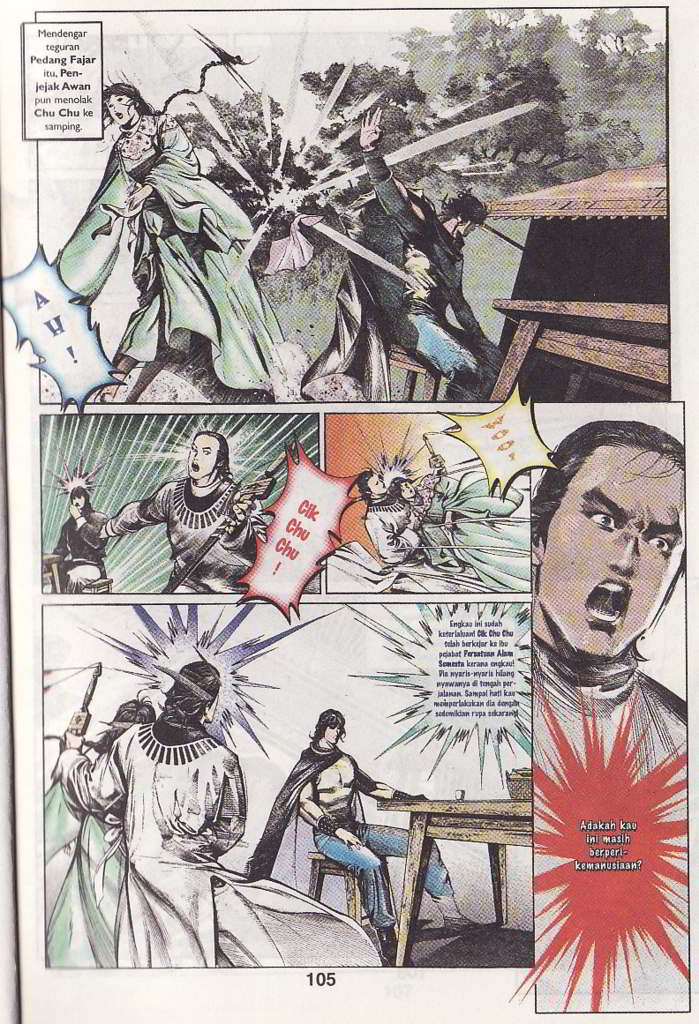 Mendengar
teguran
Pedang Fajar
itu, Pen-
jejak Awan
pun menolak
Chu Chu ke
samping.
AH!
Cik
Chu
Chu
!
Engkau ini sudah
keterlaluan! Cik Chu Chu
telah berkejar ke ibu
pejabat Persatuan Alam
Semesta kerana engkau!
Dia nyaris-nyaris hilang
nyawanya di tengah per-
jalanan. Sampai hati kau
memperlakukan dia dengan
sedemikian rupa sekarang!
Adakah kau
ini masih
berperi-
kemanusiaan?
105